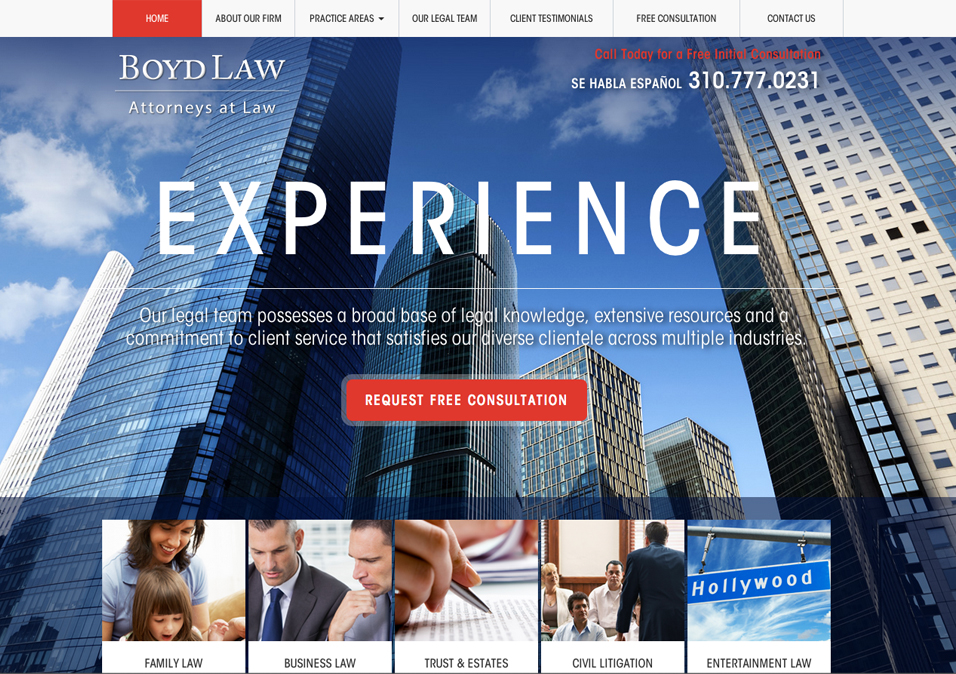 HOME ABOUT OUR FIRM PRACTICE AREAS OUR LEGAL TEAM CLIENT TESTIMONIALS FREE CONSULTATION CONTACT US
BOYD LAW
Attorneys at Law
Call Today for a Free Initial Consultation
SE HABLA ESPAÑOL 310.777.0231
EXPERIENCE
Our legal team possesses a broad base of legal knowledge, extensive resources and a
commitment to client service that satisfies our diverse clientele across multiple industries.
REQUEST FREE CONSULTATION
Hollywood
FAMILY LAW BUSINESS LAW TRUST & ESTATES CIVIL LITIGATION ENTERTAINMENT LAW